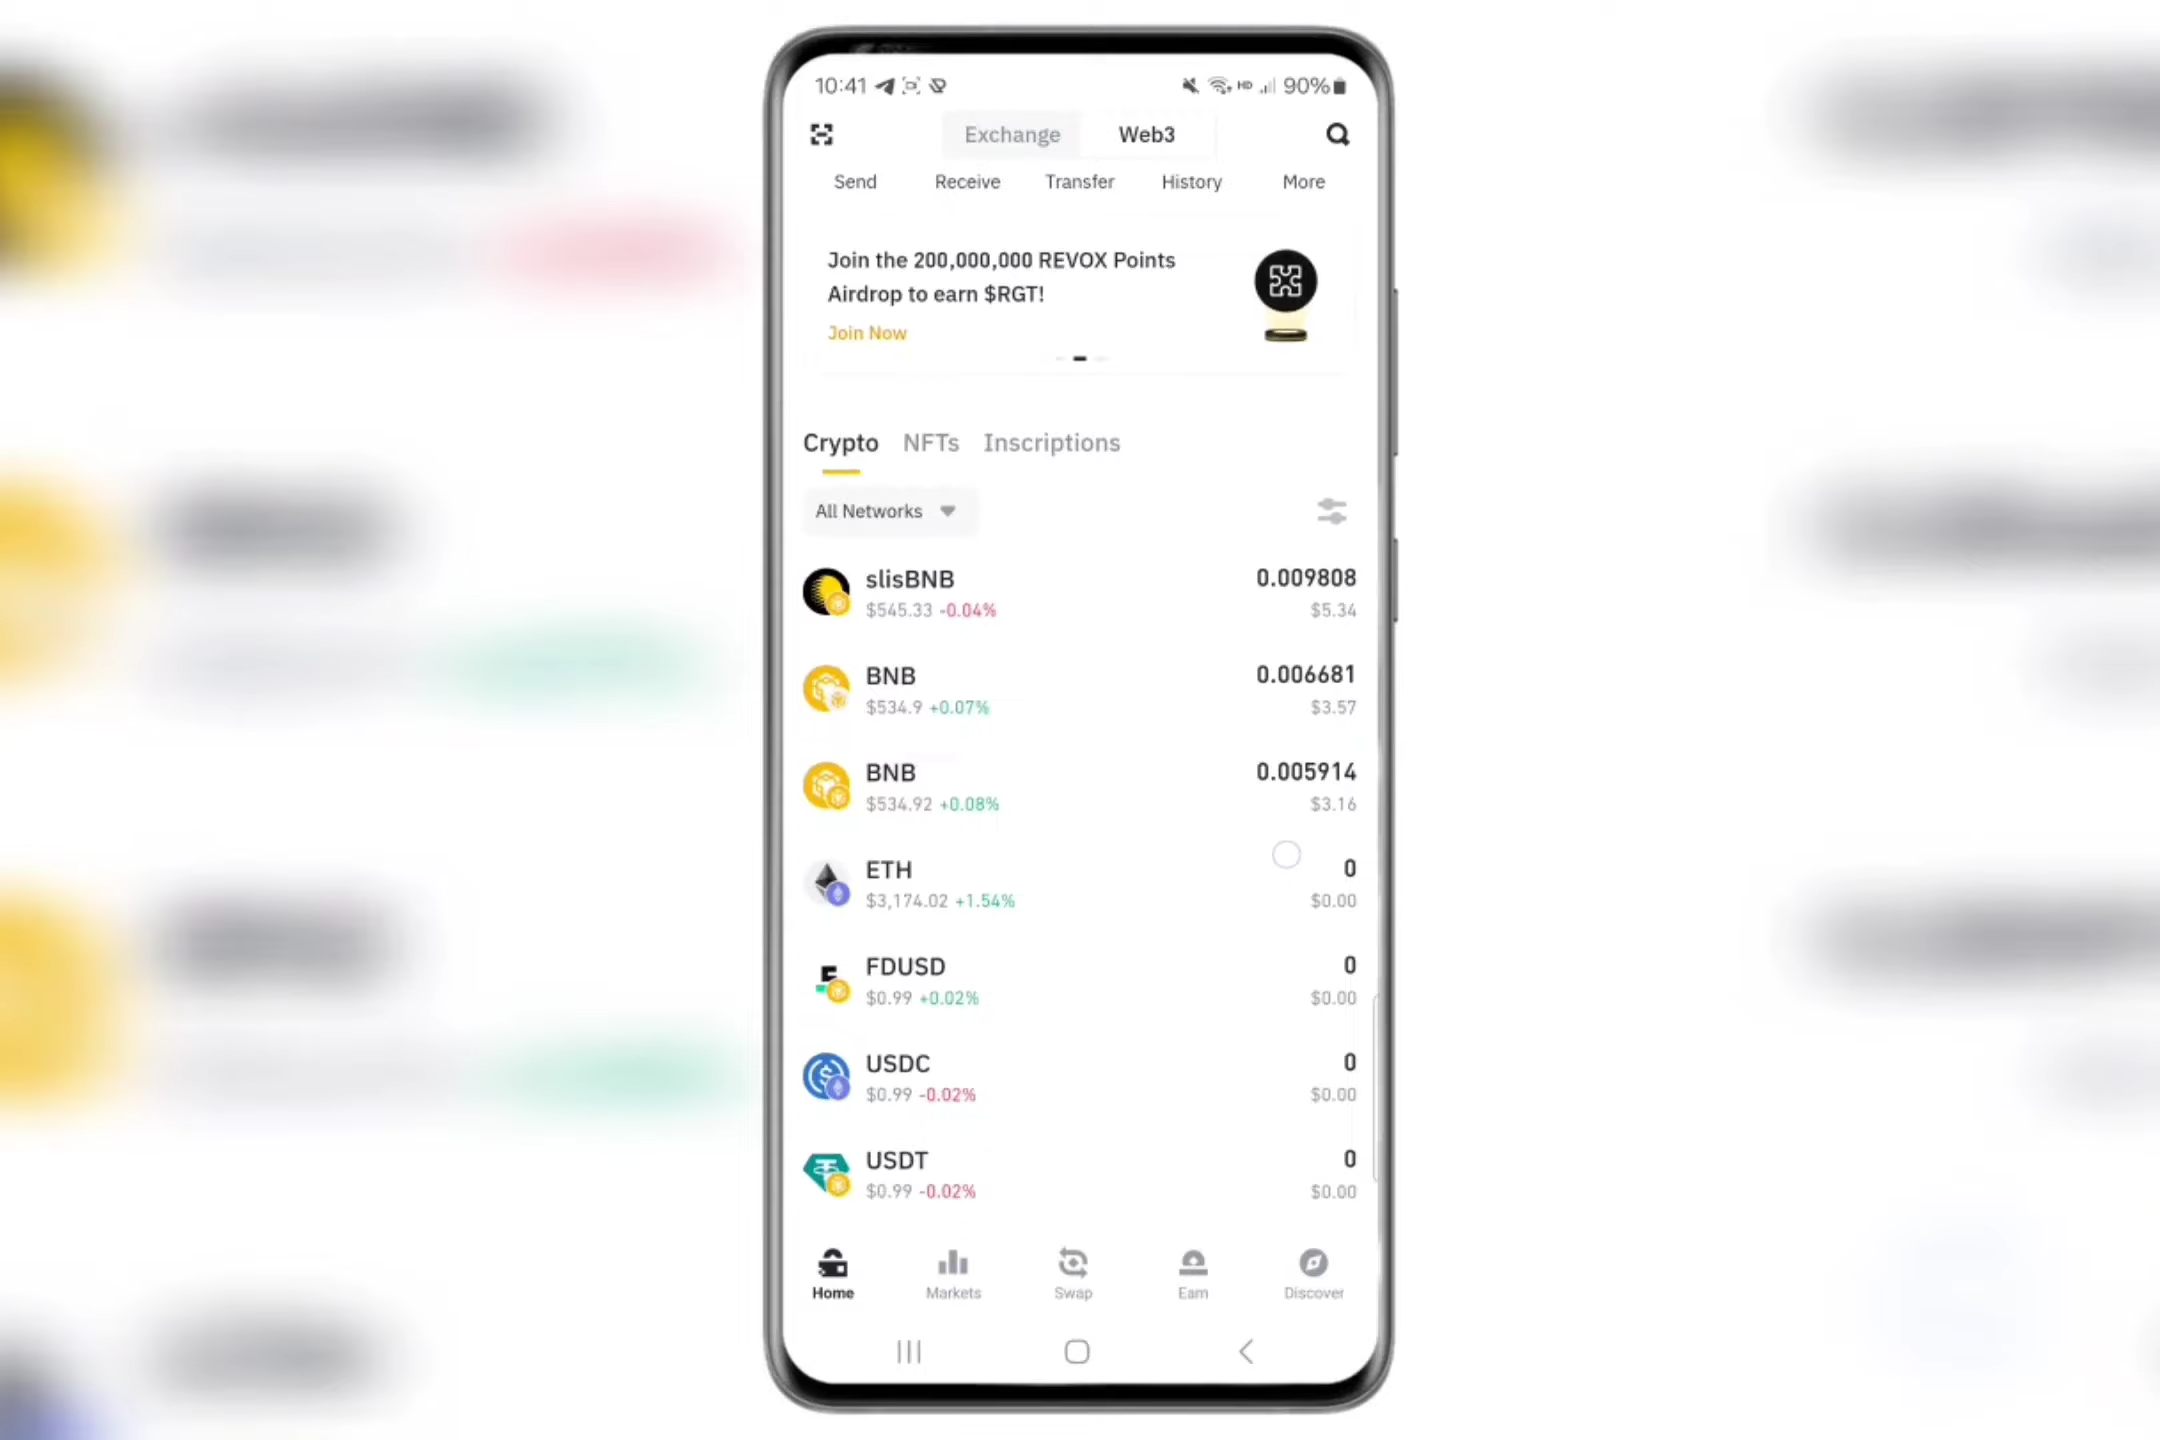 10:41
HD
90%
Exchange
Web3
Send
Receive
Transfer
History
More
Join the 200,000,000 REVOX Points
Airdrop to earn $RGT!
Join Now
Crypto
NFTs
Inscriptions
All Networks
slisBNB
0.009808
$545.33 -0.04%
$5.34
BNB
0.006681
$534.9 +0.07%
$3.57
BNB
0.005914
$534.92 +0.08%
$3.16
ETH
0
$3,174.02 +1.54%
$0.00
FDUSD
0
$0.99 +0.02%
$0.00
USDC
0
$0.99 -0.02%
$0.00
USDT
0
$0.99 -0.02%
$0.00
Home
Markets
Swap
Earn
Discover